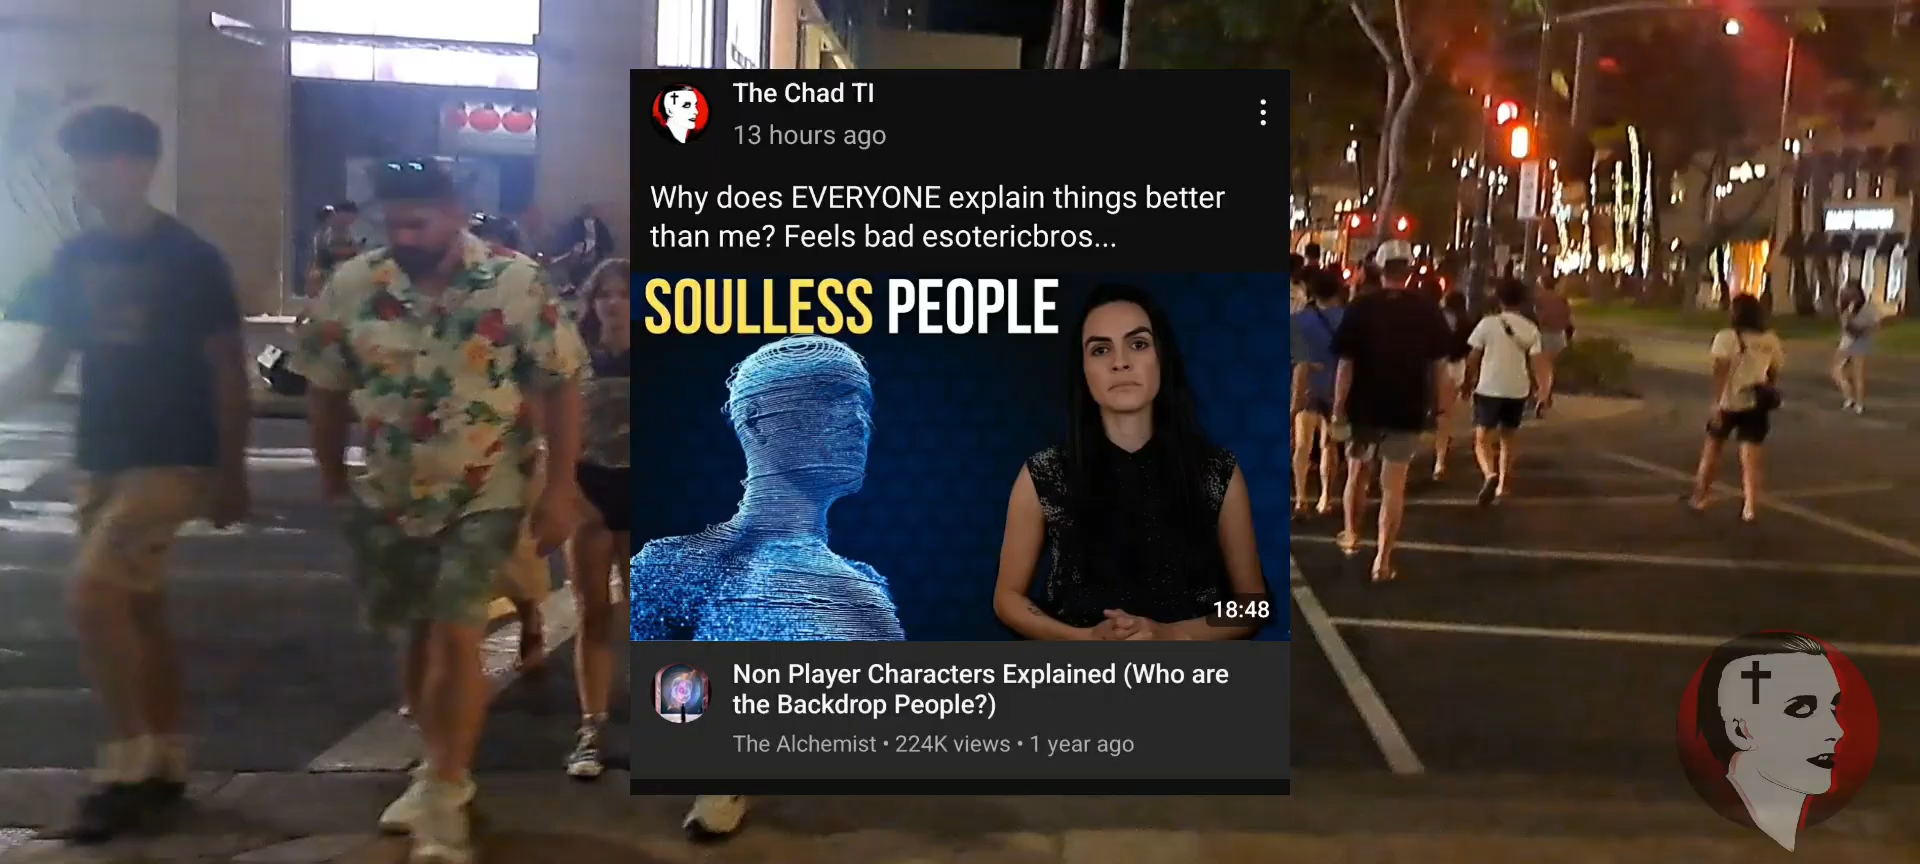 The Chad TI
13 hours ago
Why does EVERYONE explain things better
than me? Feels bad esotericbros...
SOULLESS PEOPLE
18:48
Non Player Characters Explained (Who are
the Backdrop People?)
The Alchemist • 224K views • 1 year ago